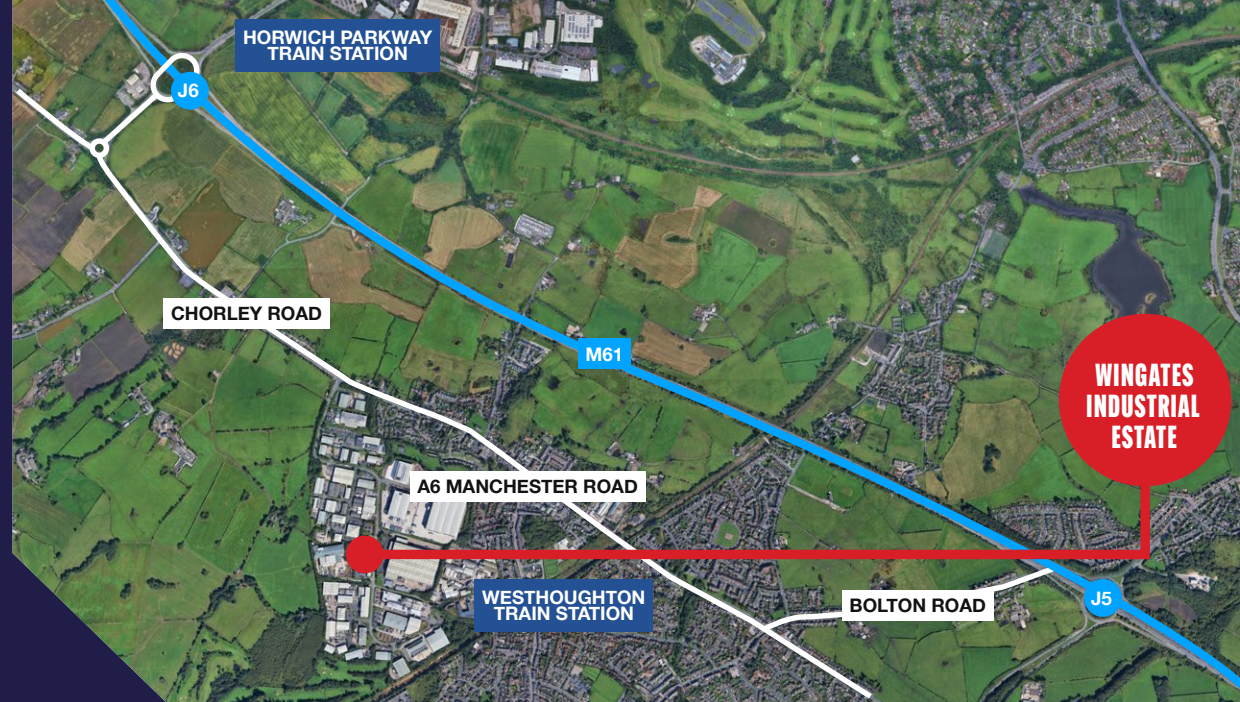 HORWICH PARKWAY
TRAIN STATION
J6
CHORLEY ROAD
M61
WINGATES
INDUSTRIAL
ESTATE
A6 MANCHESTER ROAD
WESTHOUGHTON
TRAIN STATION
BOLTON ROAD
J5